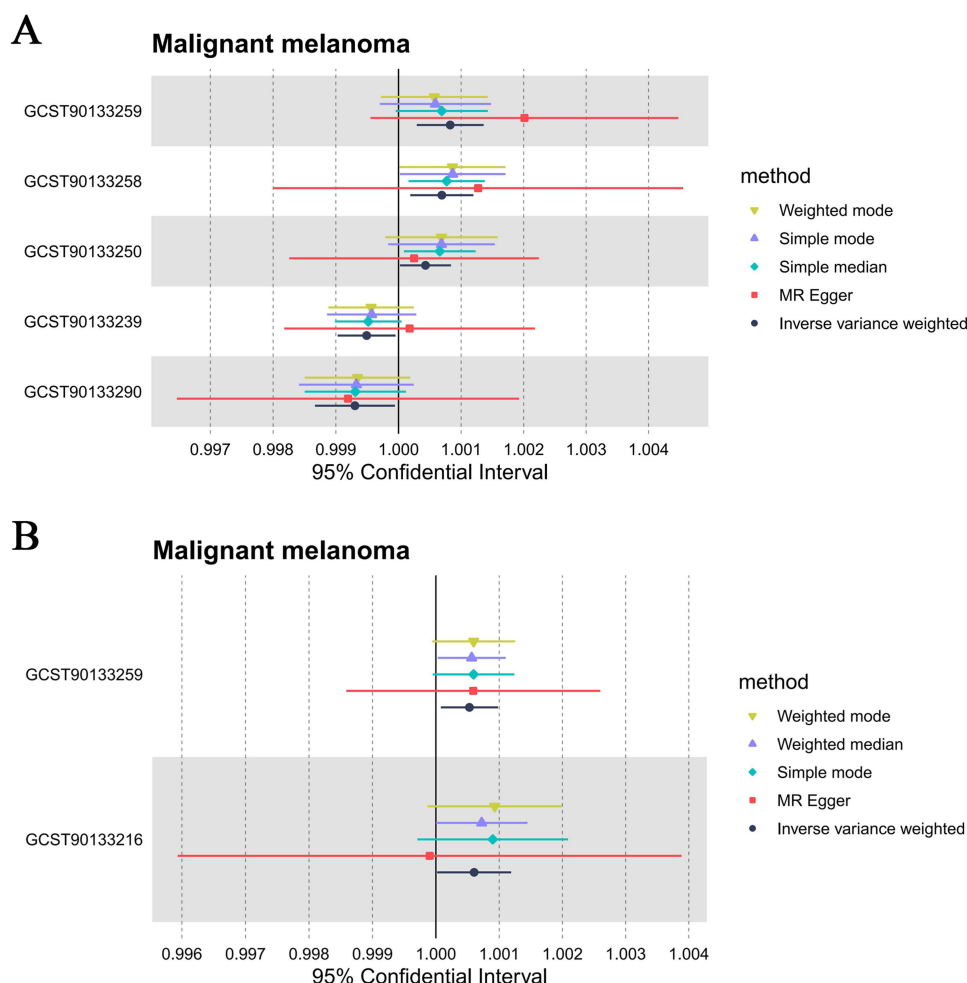 A
Malignant melanoma
GCST90133259
GCST90133258
GCST90133250
GCST90133239
GCST90133290
0.997 0.998 0.999 1.000 1.001 1.002 1.003 1.004
95% Confidential Interval
method
Weighted mode
Simple mode
Simple median
MR Egger
Inverse variance weighted
B
Malignant melanoma
GCST90133259
GCST90133216
0.996 0.997 0.998 0.999 1.000 1.001 1.002 1.003 1.004
95% Confidential Interval
method
Weighted mode
Weighted median
Simple mode
MR Egger
Inverse variance weighted